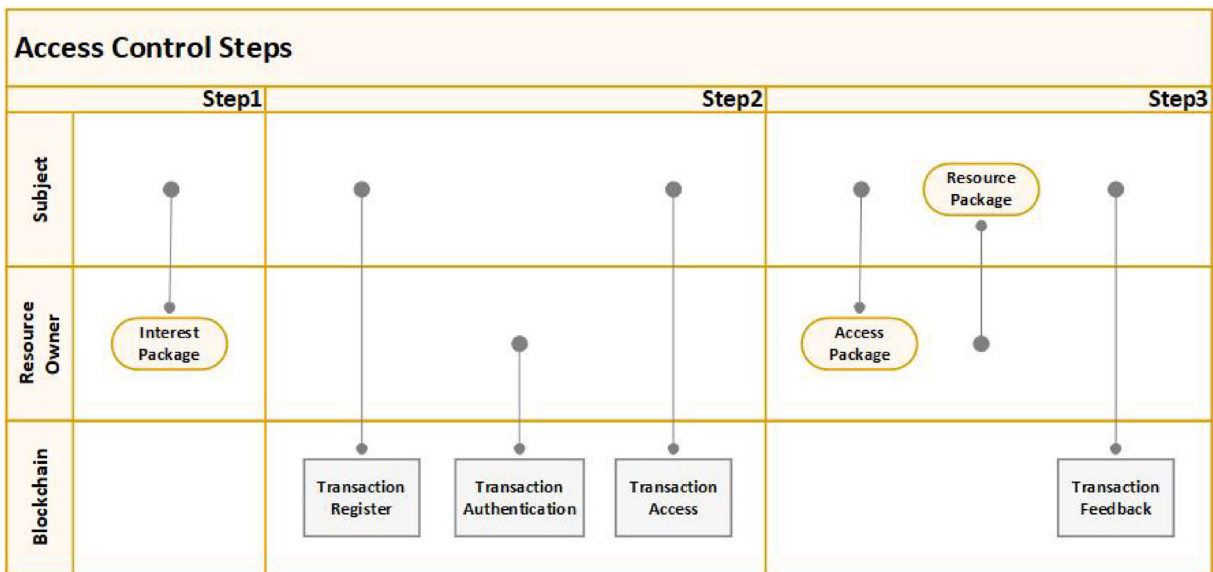 Access Control Steps
Step1
Step2
Step3
Subject
Resource
Package
Resource
Owner
Interest
Package
Access
Package
Blockchain
Transaction
Register
Transaction
Authentication
Transaction
Access
Transaction
Feedback